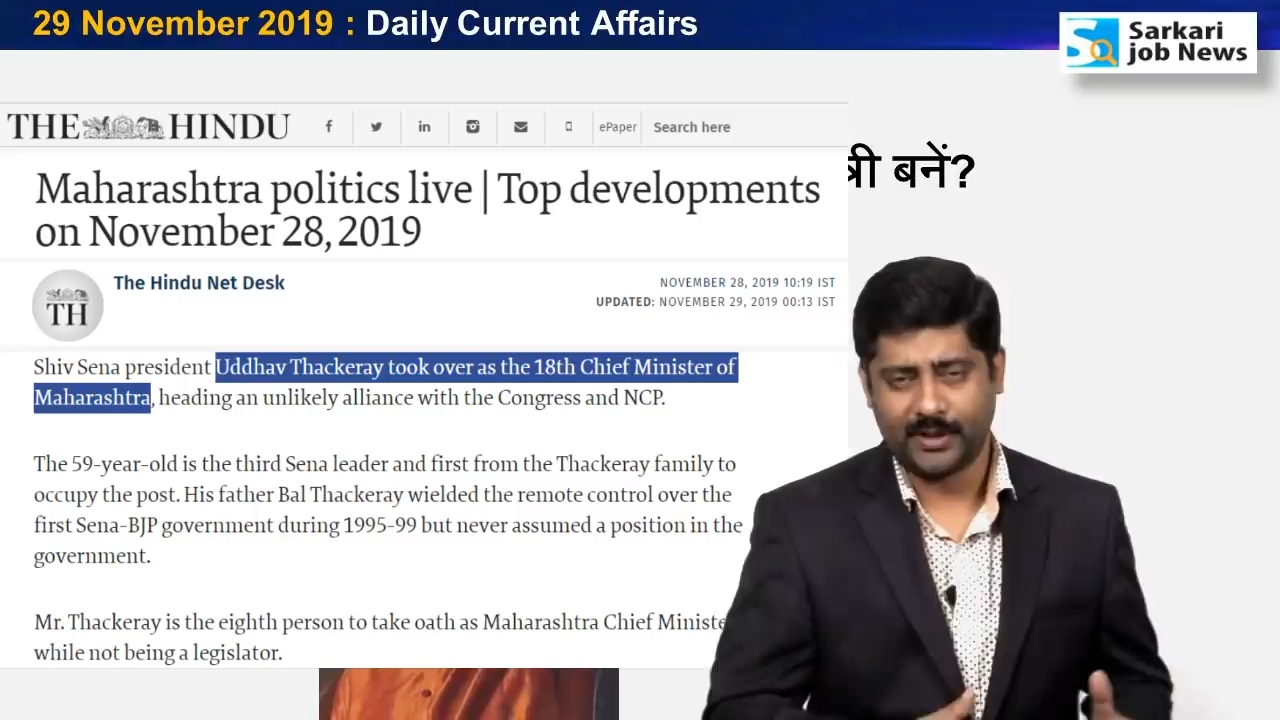 29 November 2019 : Daily Current Affairs
Sarkari
job News
THE HINDU
ePaper
Search here
बनें?
Maharashtra politics live | Top developments
on November 28, 2019
The Hindu Net Desk
NOVEMBER 28, 2019 10:19 IST
UPDATED: NOVEMBER 29, 2019 00:13 IST
TH
Shiv Sena president Uddhav Thackeray took over as the 18th Chief Minister of
Maharashtra, heading an unlikely alliance with the Congress and NCP.
The 59-year-old is the third Sena leader and first from the Thackeray family to
occupy the post. His father Bal Thackeray wielded the remote control over the
first Sena-BJP government during 1995-99 but never assumed a position in the
government.
Mr. Thackeray is the eighth person to take oath as Maharashtra Chief
while not being a legislator.